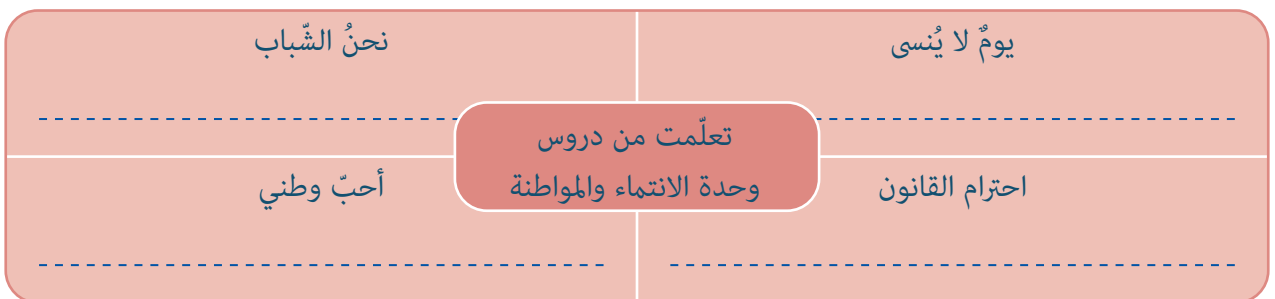 يومٌ لا يُنسى
نحنُ الشّباب
تعلّمت من دروس
وحدة الانتماء والمواطنة
احترام القانون
أحبّ وطني